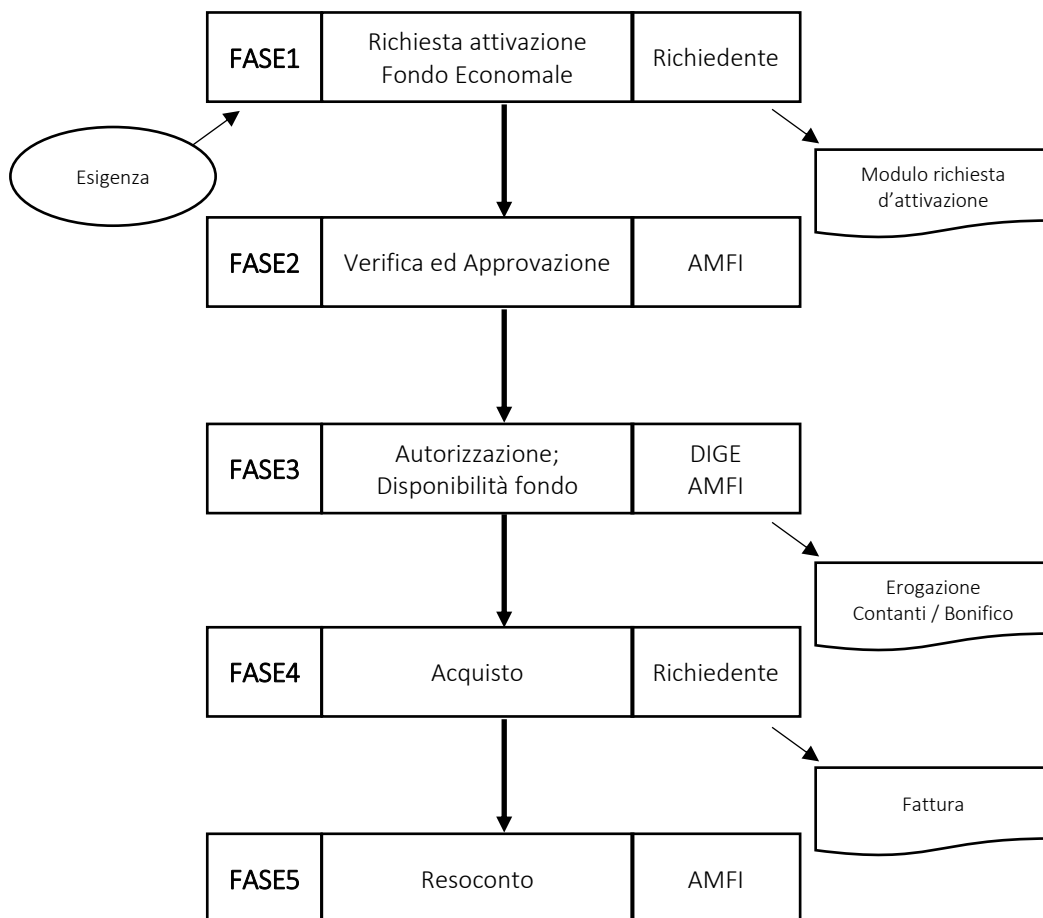 FASE1
Richiesta attivazione
Fondo Economale
Richiedente
Esigenza
Modulo richiesta
d’attivazione
FASE2
Verifica ed Approvazione
AMFI
FASE3
Autorizzazione;
Disponibilità fondo
DIGE
AMFI
Erogazione
Contanti / Bonifico
FASE4
Acquisto
Richiedente
Fattura
FASE5
Resoconto
AMFI